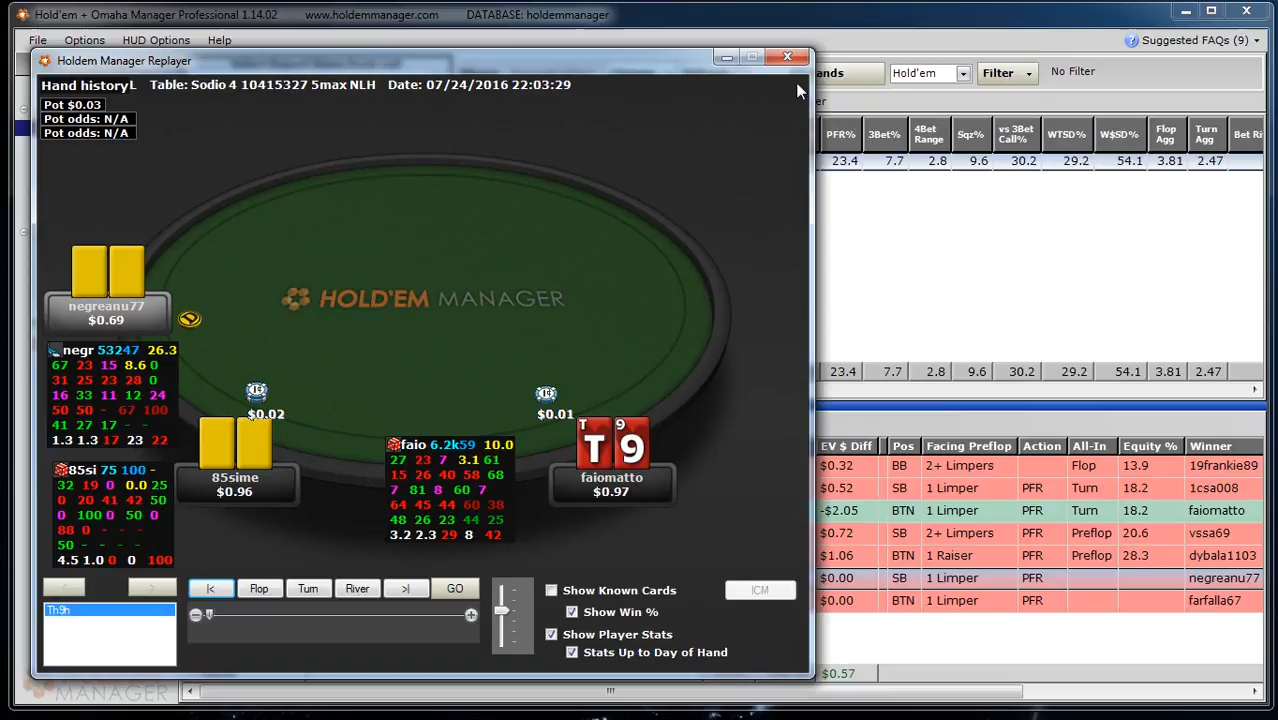 Hold'em + Omaha Manager Professional 1.14.02 www.holdemmanager.com DATABASE: holdemmanager
File Options HUD Options Help
Suggested FAQs (9)
Holdem Manager Replayer
ands Hold'em Filter No Filter
Hand historyL Table: Sodio 4 10415327 5max NLH Date: 07/24/2016 22:03:29
Pot $0.03
Pot odds: N/A
Pot odds: N/A
PFR% 3Bet% 4Bet Range Sqz% vs 3Bet Call% WTSD% W$SD% Flop Agg Turn Agg Bet Ri
23.4 7.7 2.8 9.6 30.2 29.2 54.1 3.81 2.47
HOLD'EM MANAGER
negreanu77
$0.69
D
negr 53247 26.3
67 23 15 8.6 0
31 25 23 28 0
16 33 11 12 24
50 50 - 67 100
41 27 17 - -
1.3 1.3 17 23 22
23.4 7.7 2.8 9.6 30.2 29.2 54.1 3.81 2.47
$0.02
$0.01
T 9
T 9
85sime
$0.96
faiomatto
$0.97
faio 6.2k59 10.0
27 23 7 3.1 61
15 26 40 58 68
7 81 8 60 7
64 45 44 60 38
48 26 23 44 25
3.2 2.3 29 8 42
85si 75 100 -
32 19 0 0.0 25
0 20 41 42 50
0 100 0 50 0
88 0 - - -
50 - - - -
4.5 1.0 0 0 100
EV $ Diff Pos Facing Preflop Action All-In Equity % Winner
$0.32 BB 2+ Limpers Flop 13.9 19frankie89
$0.52 SB 1 Limper PFR Turn 18.2 1csa008
-$2.05 BTN 1 Limper PFR Turn 18.2 faiomatto
$0.72 SB 2+ Limpers PFR Preflop 20.6 vssa69
$1.06 BTN 1 Raiser PFR Preflop 28.3 dybala1103
$0.00 SB 1 Limper PFR negreanu77
$0.00 BTN 1 Limper PFR farfalla67
$0.57
|< Flop Turn River >| GO
Show Known Cards
Show Win %
Show Player Stats
Stats Up to Day of Hand
ICM
Th9h
MANAGER